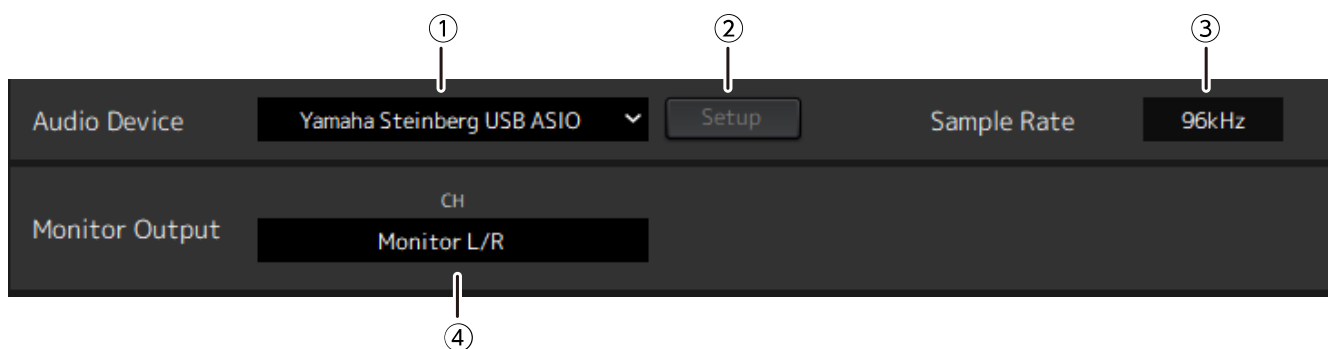 ① ② ③
Audio Device Yamaha Steinberg USB ASIO Setup Sample Rate 96kHz
CH
Monitor Output Monitor L/R
④